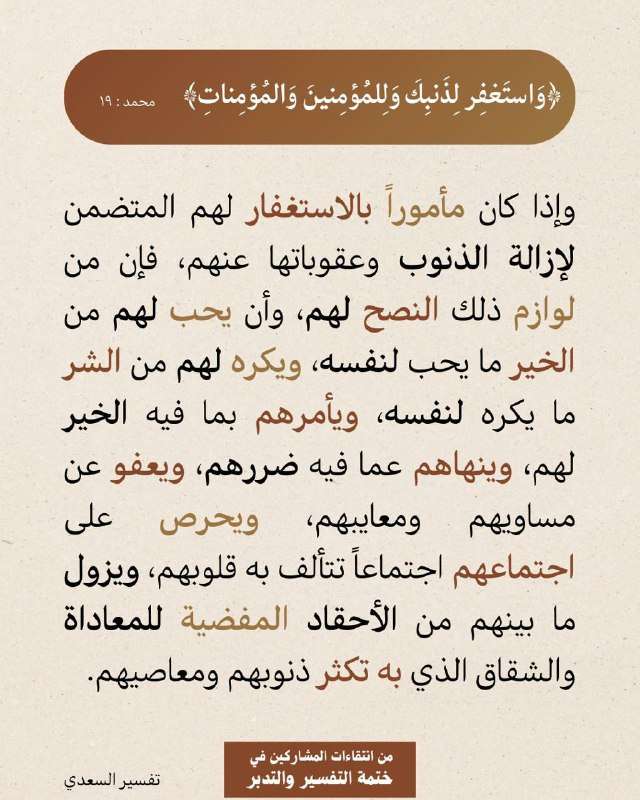 ﴿وَاستَغفِر لِذَنبِكَ وَلِلمُؤمِنينَ وَالمُؤمِناتِ﴾ محمد: ١٩
وإذا كان مأموراً بالاستغفار لهم المتضمن
لإزالة الذنوب وعقوباتها عنهم، فإن من
لوازم ذلك النصح لهم، وأن يحب لهم من
الخير ما يحب لنفسه، ويكره لهم من الشر
ما يكره لنفسه، ويأمرهم بما فيه الخير
لهم، وينهاهم عما فيه ضررهم، ويعفو عن
مساويهم ومعايبهم، ويحرص على
اجتماعهم اجتماعاً تتألف به قلوبهم، ويزول
ما بينهم من الأحقاد المفضية للمعاداة
والشقاق الذي به تكثر ذنوبهم ومعاصيهم.
من انتقاءات المشاركين في
ختمة التفسير والتدبر
تفسير السعدي